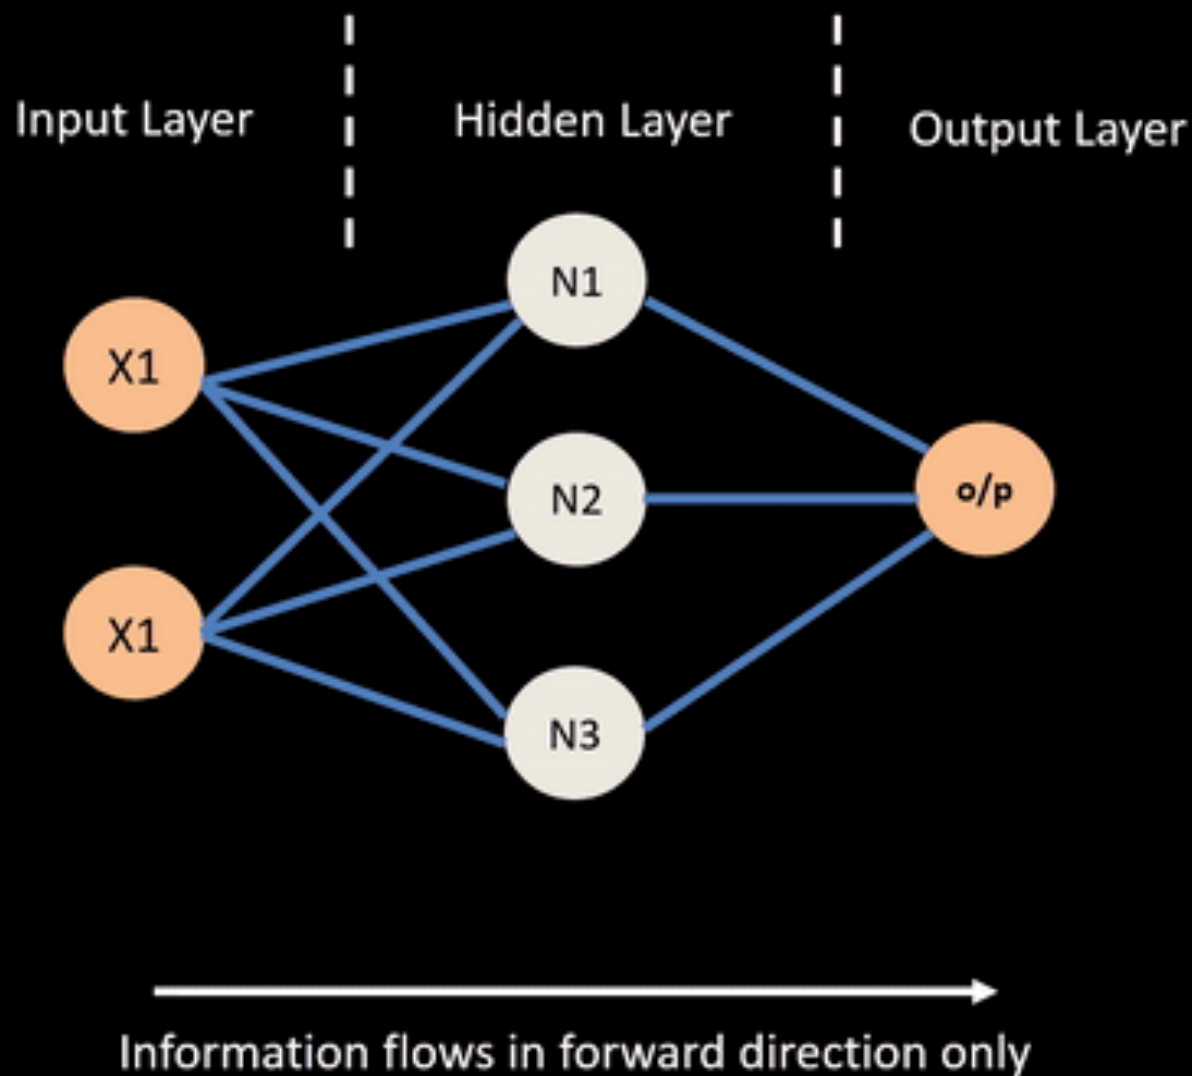 Input Layer
Hidden Layer
Output Layer
N1
X1
N2
o/p
X1
N3
Information flows in forward direction only